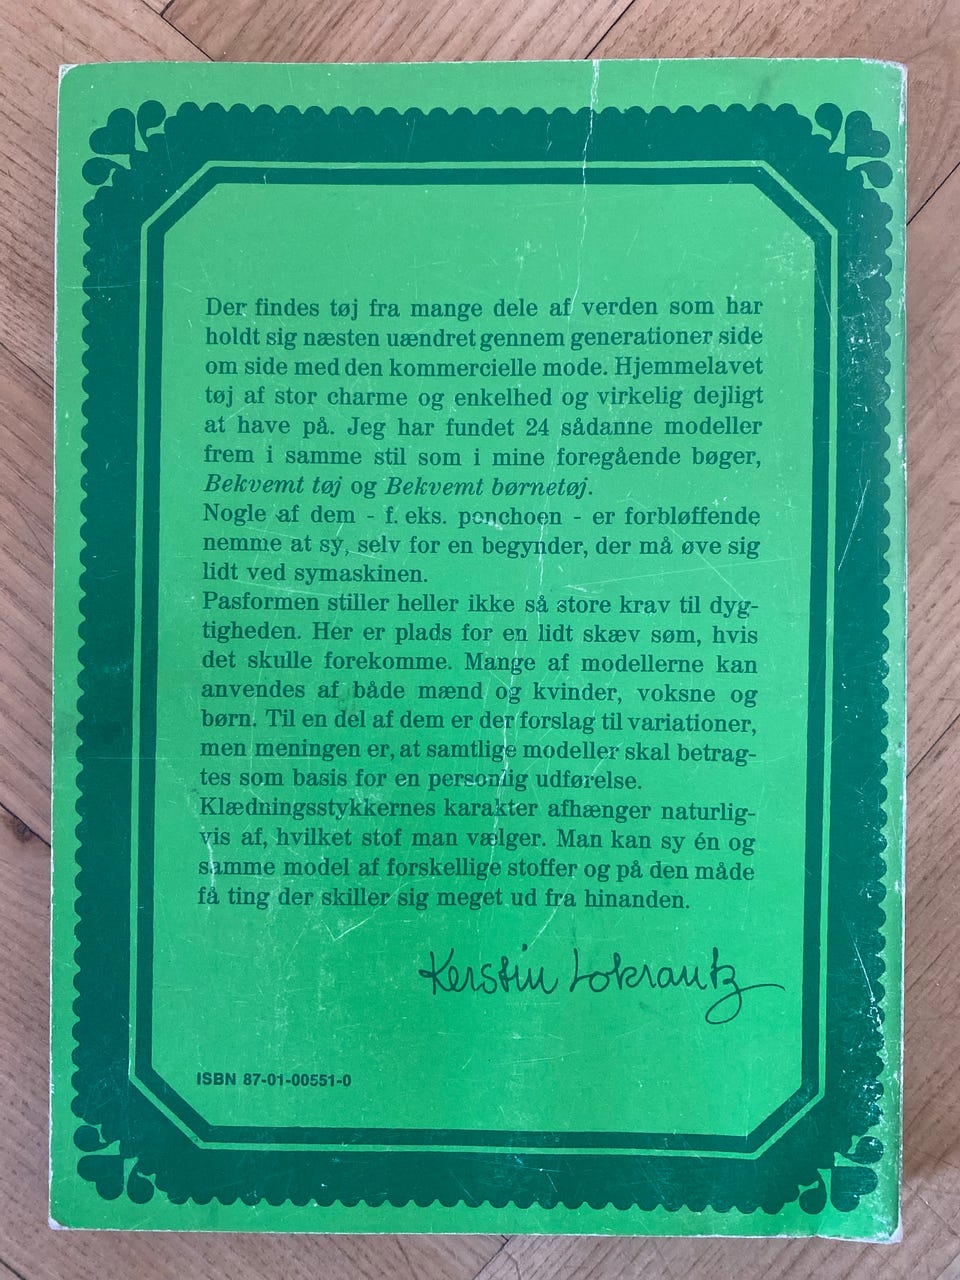 Der findes tøj fra mange dele af verden som har
holdt sig næsten uændret gennem generationer side
om side med den kommercielle mode. Hjemmelavet
tøj af stor charme og enkelhed og virkelig dejligt
at have på. Jeg har fundet 24 sådanne modeller
frem i samme stil som i mine foregående bøger,
Bekvemt tøj og Bekvemt børnetøj.
Nogle af dem - f. eks. ponchoen - er forbløffende
nemme at sy, selv for en begynder, der må øve sig
lidt ved symaskinen.
Pasformen stiller heller ikke så store krav til dyg-
tigheden. Her er plads for en lidt skæv søm, hvis
det skulle forekomme. Mange af modellerne kan
anvendes af både mænd og kvinder, voksne og
børn. Til en del af dem er der forslag til variationer,
men meningen er, at samtlige modeller skal betrag-
tes som basis for en personlig udførelse.
Klædningsstykkernes karakter afhænger naturlig-
vis af, hvilket stof man vælger. Man kan sy én og
samme model af forskellige stoffer og på den måde
få ting der skiller sig meget ud fra hinanden.
Kerstin Lokrantz
ISBN 87-01-00551-0